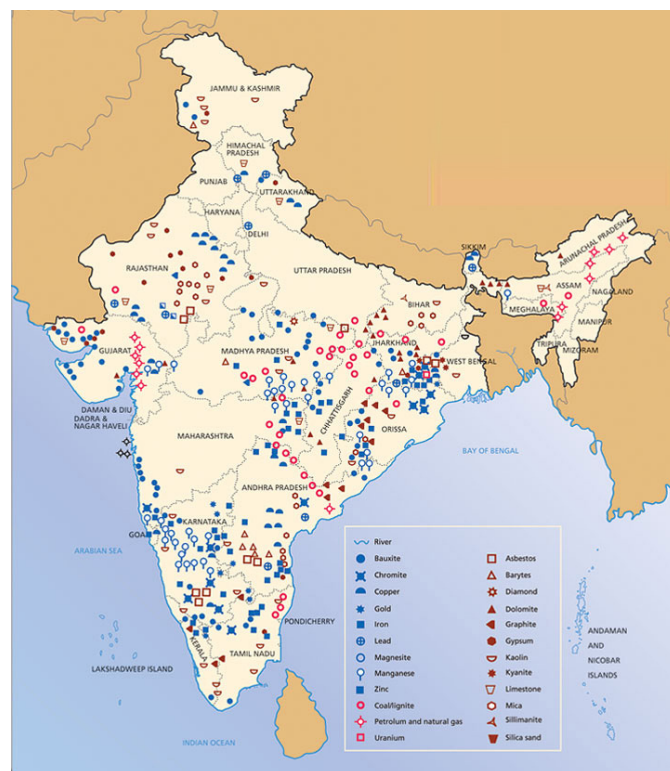 JAMMU & KASHMIR
HIMACHAL
PRADESH
PUNJAB
UTTARAKHAND
HARYANA
DELHI
SIKKIM
ARUNACHAL PRADESH
RAJASTHAN
UTTAR PRADESH
ASSAM
NAGALAND
BIHAR
MEGHALAYA
MANIPUR
JHARKHAND
TRIPURA
MIZORAM
GUJARAT
MADHYA PRADESH
WEST BENGAL
CHHATTISGARH
DAMAN & DIU
DADRA &
NAGAR HAVELI
MAHARASHTRA
ORISSA
BAY OF BENGAL
ANDHRA PRADESH
KARNATAKA
GOA
ARABIAN SEA
PONDICHERRY
KERALA
TAMIL NADU
LAKSHADWEEP ISLAND
INDIAN OCEAN
ANDAMAN
AND
NICOBAR
ISLANDS
River
Bauxite
Chromite
Copper
Gold
Iron
Lead
Magnesite
Manganese
Zinc
Coal/lignite
Petrolum and natural gas
Uranium
Asbestos
Barytes
Diamond
Dolomite
Graphite
Gypsum
Kaolin
Kyanite
Limestone
Mica
Sillimanite
Silica sand